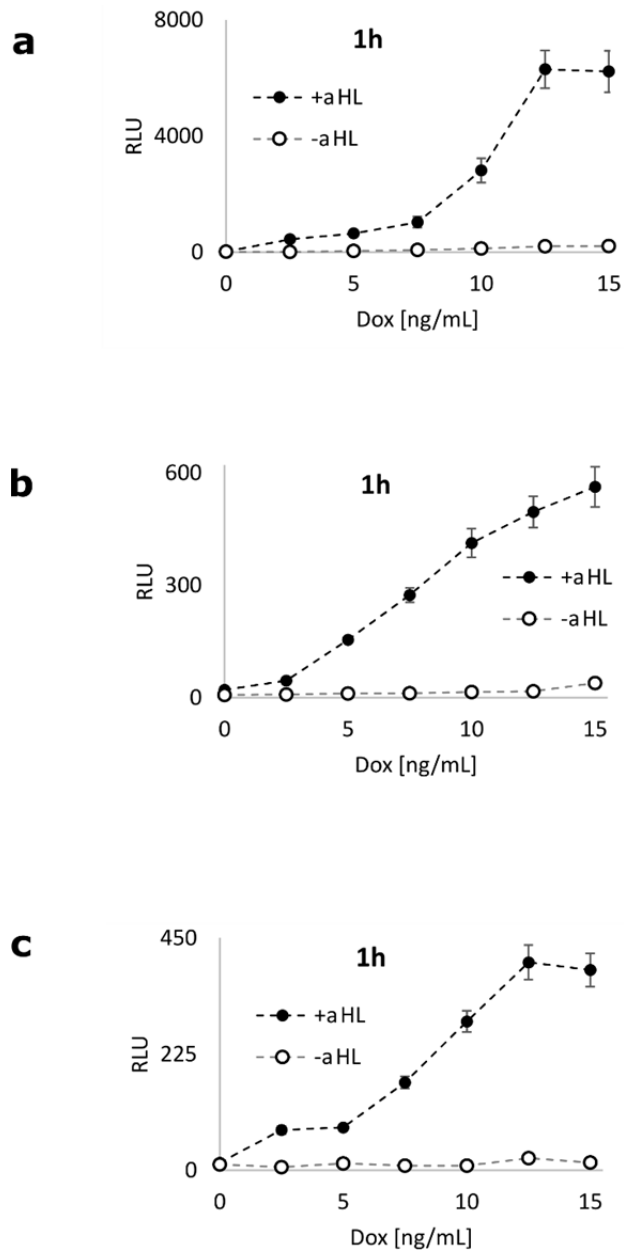 a
8000
1h
+aHL
-aHL
4000
RLU
0
0 5 10 15
Dox [ng/mL]
b
600
1h
300
RLU
+aHL
-aHL
0
0 5 10 15
Dox [ng/mL]
c
450
1h
+aHL
-aHL
225
RLU
0
0 5 10 15
Dox [ng/mL]